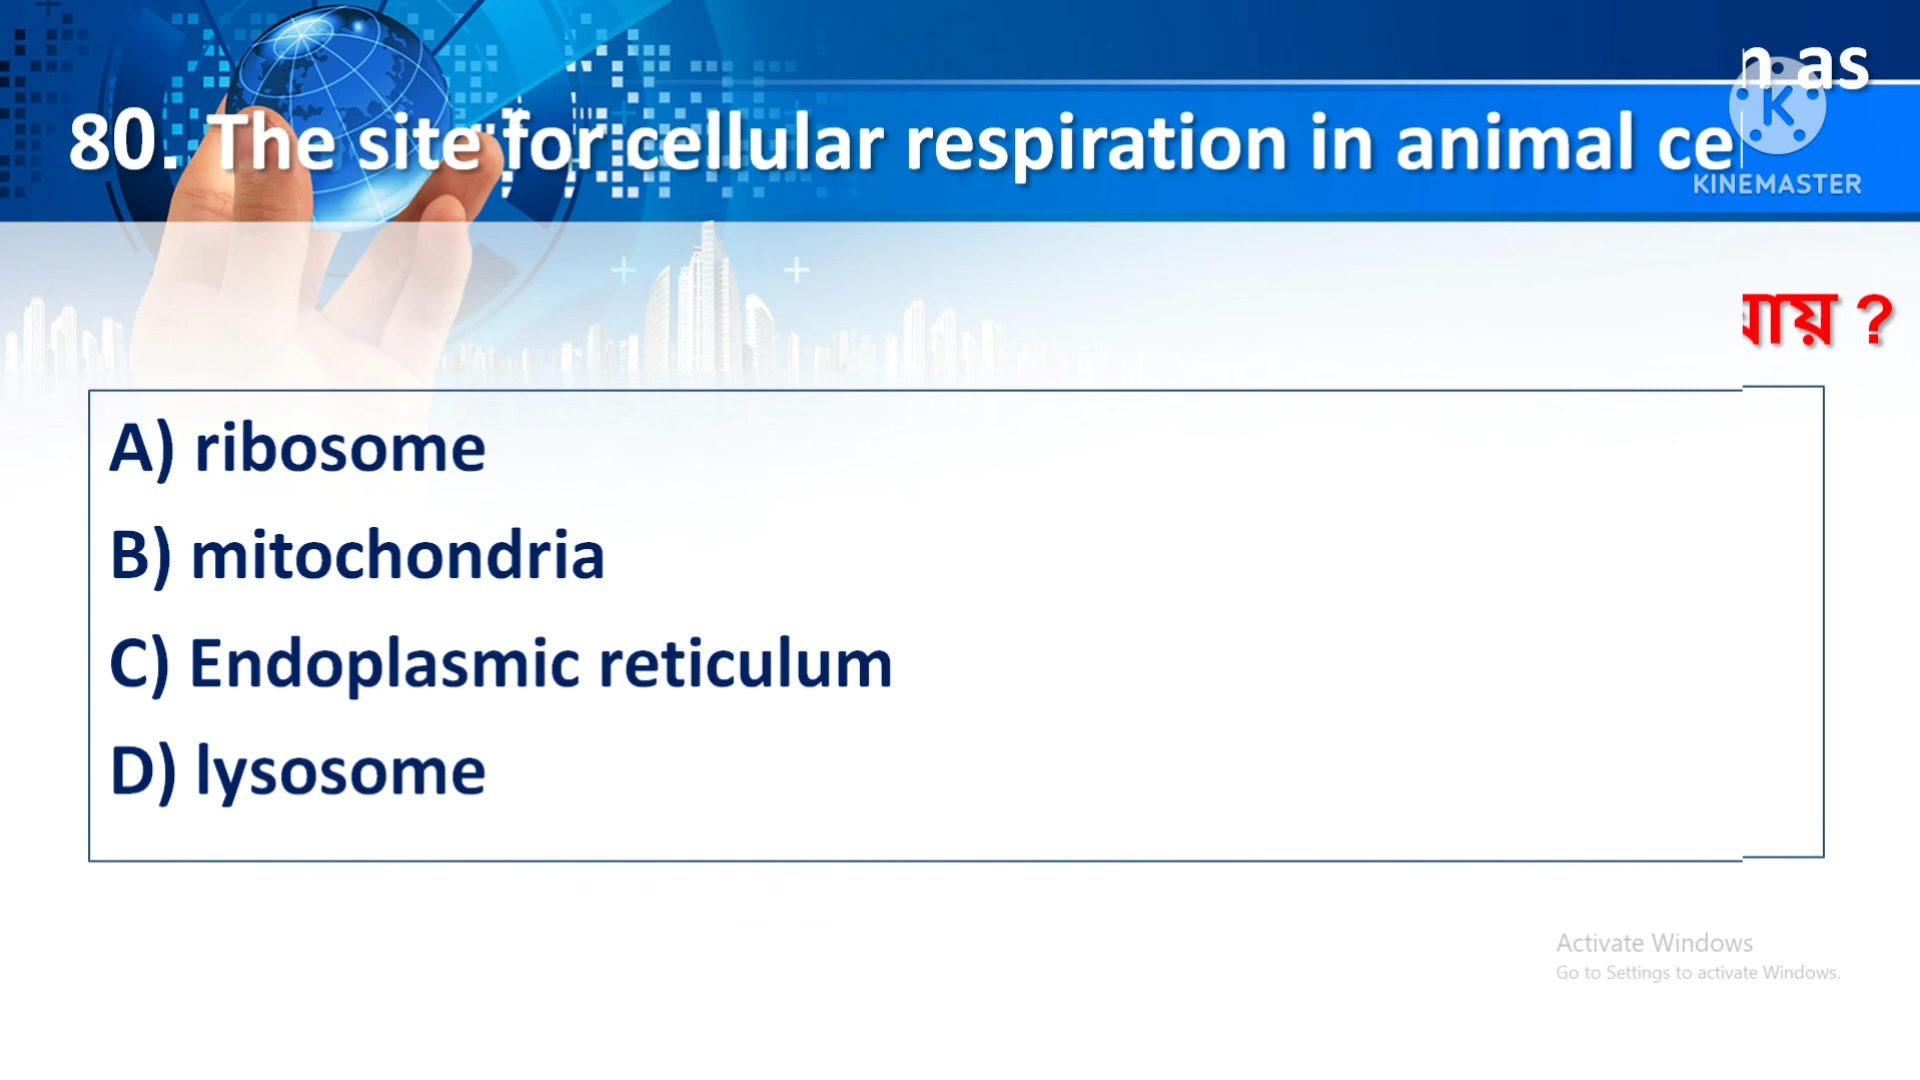 as
80. The site for cellular respiration in animal ce
KINEMASTER
?
A) ribosome
B) mitochondria
C) Endoplasmic reticulum
D) lysosome
Activate Windows
Go to Settings to activate Windows.